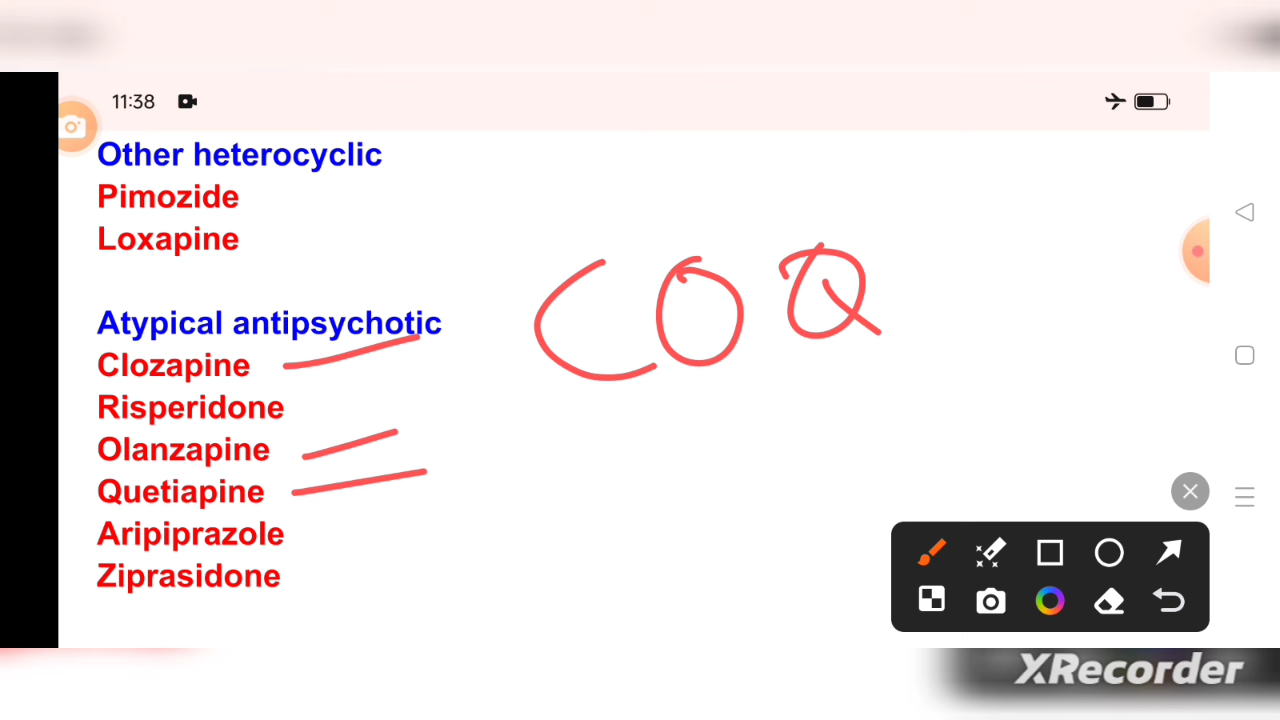 11:38
Other heterocyclic
Pimozide
Loxapine
Atypical antipsychotic
Clozapine
Risperidone
Olanzapine
Quetiapine
Aripiprazole
Ziprasidone
COQ
XRecorder